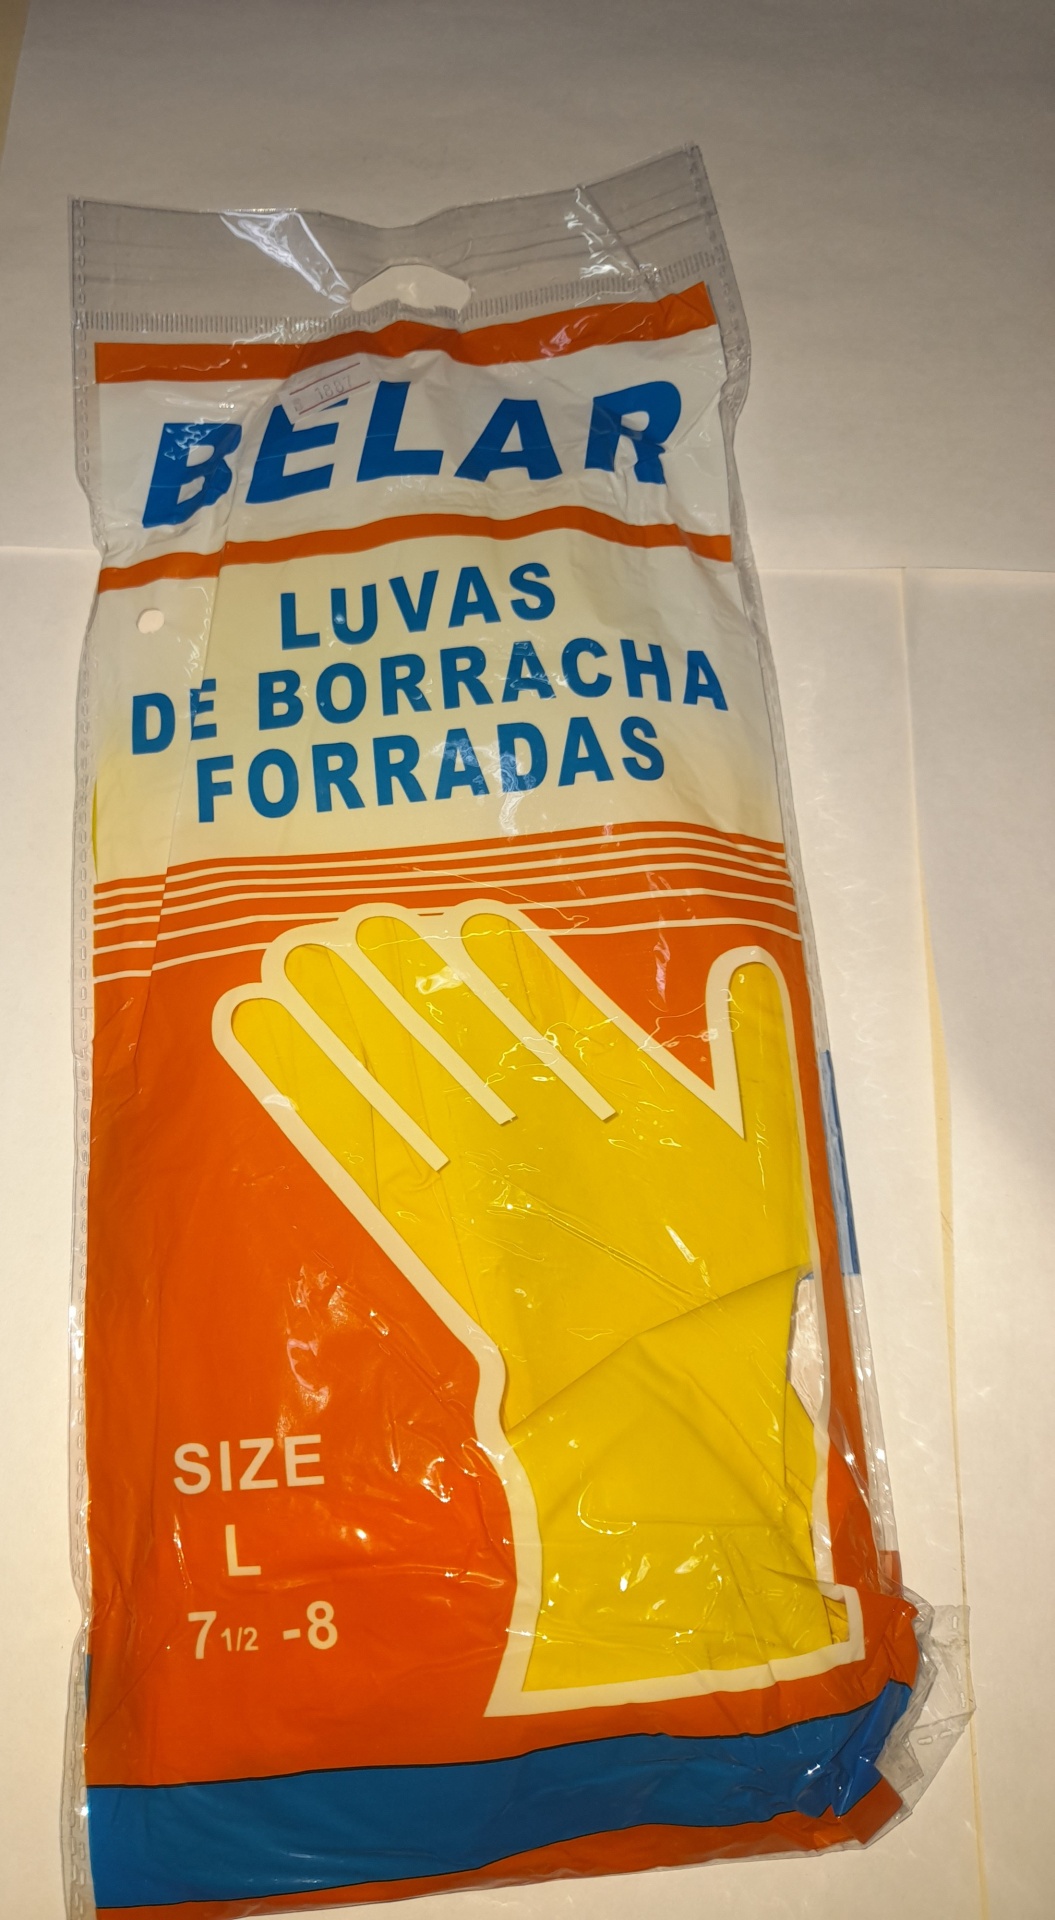 BELAR
LUVAS
DE BORRACHA
FORRADAS
SIZE
L
7 1/2 -8